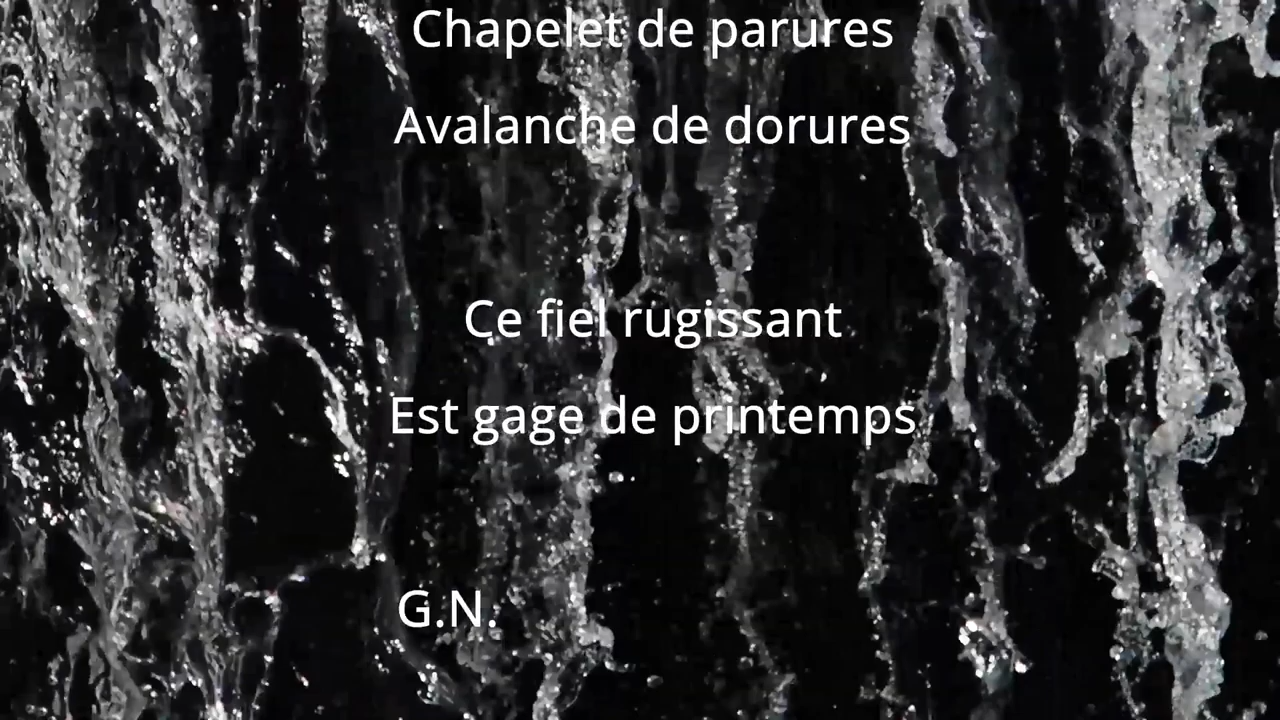 Chapelet de parures
Avalanche de dorures
Ce fiel rugissant
Est gage de printemps
G.N.